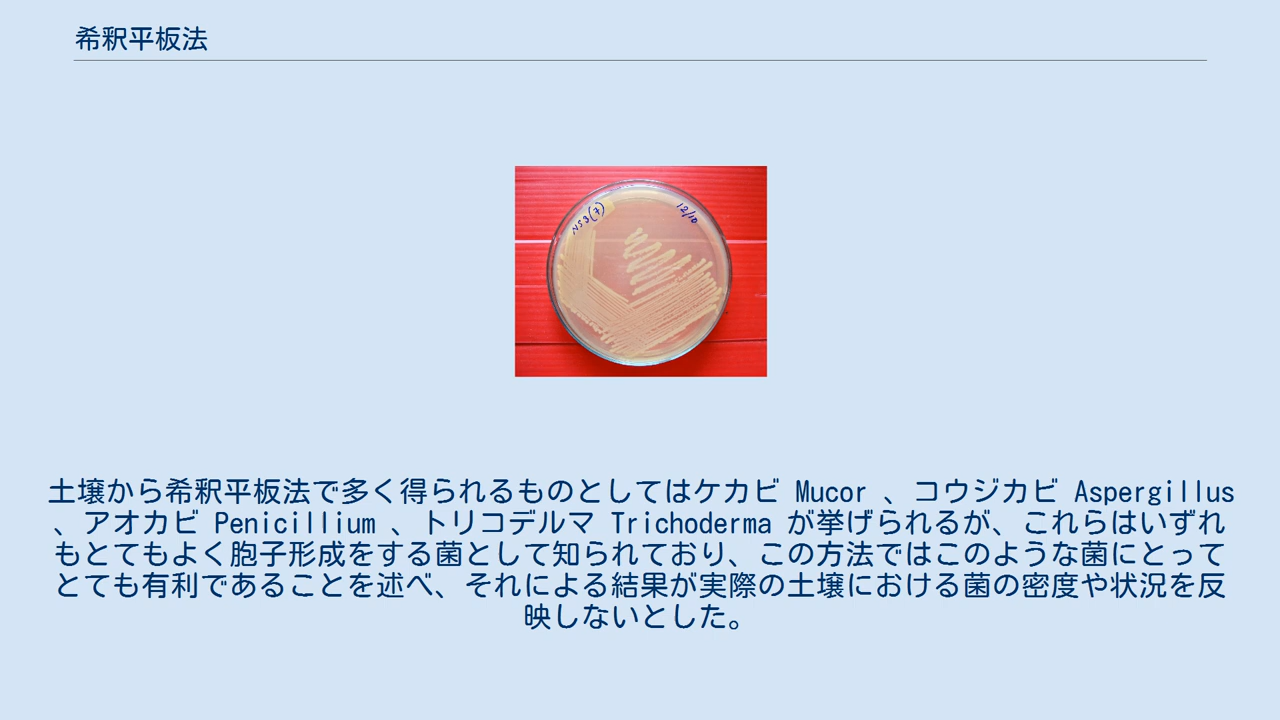 希釈平板法
NSB(7)
12/10
土壌から希釈平板法で多く得られるものとしてはケカビ Mucor 、コウジカビ Aspergillus
、アオカビ Penicillium 、トリコデルマ Trichoderma が挙げられるが、これらはいずれ
もとてもよく胞子形成をする菌として知られており、この方法ではこのような菌にとって
とても有利であることを述べ、それによる結果が実際の土壌における菌の密度や状況を反
映しないとした。